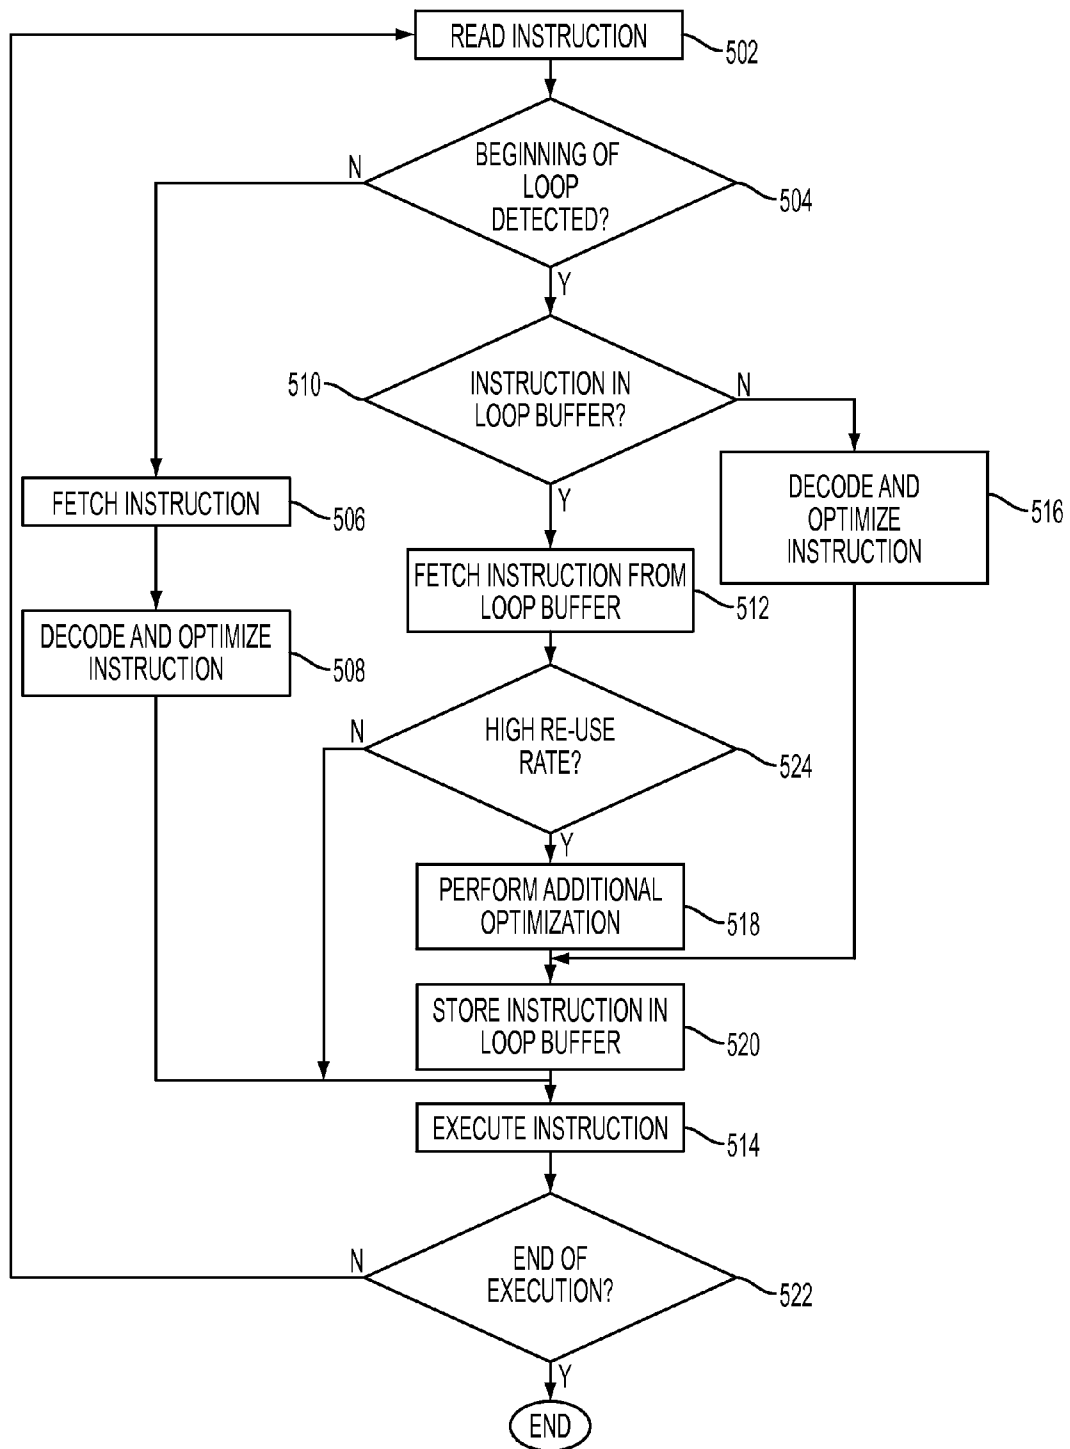 READ INSTRUCTION
502
BEGINNING OF
LOOP
DETECTED?
504
N
Y
510
INSTRUCTION IN
LOOP BUFFER?
N
Y
FETCH INSTRUCTION
506
DECODE AND
OPTIMIZE
INSTRUCTION
516
FETCH INSTRUCTION FROM
LOOP BUFFER
512
DECODE AND OPTIMIZE
INSTRUCTION
508
HIGH RE-USE
RATE?
524
N
Y
PERFORM ADDITIONAL
OPTIMIZATION
518
STORE INSTRUCTION IN
LOOP BUFFER
520
EXECUTE INSTRUCTION
514
N
END OF
EXECUTION?
522
Y
END